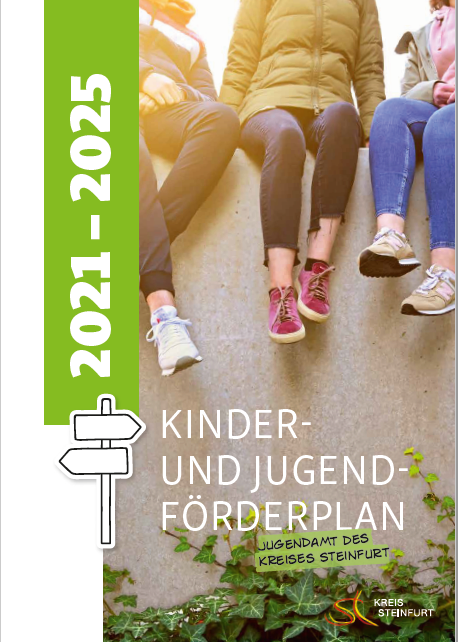 2021 – 2025
KINDER-
UND JUGEND-
FÖRDERPLAN
JUGENDAMT DES
KREISES STEINFURT
KREIS
STEINFURT